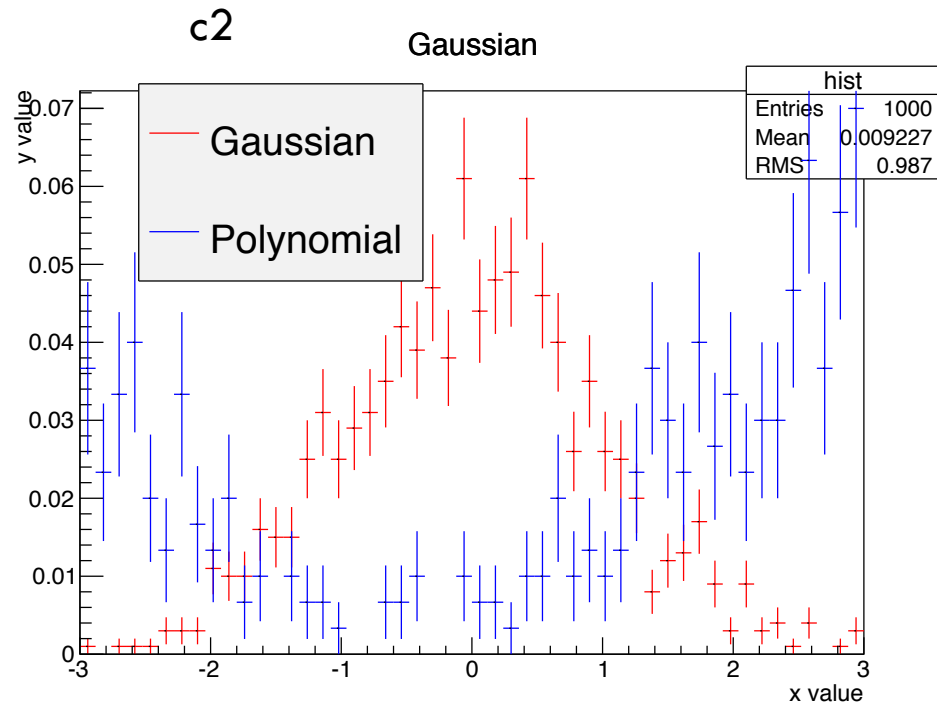 c2
Gaussian
hist
Entries 1000
Mean 0.009227
RMS 0.987
Gaussian
Polynomial
y value
0.07
0.06
0.05
0.04
0.03
0.02
0.01
0
-3 -2 -1 0 1 2 3
x value